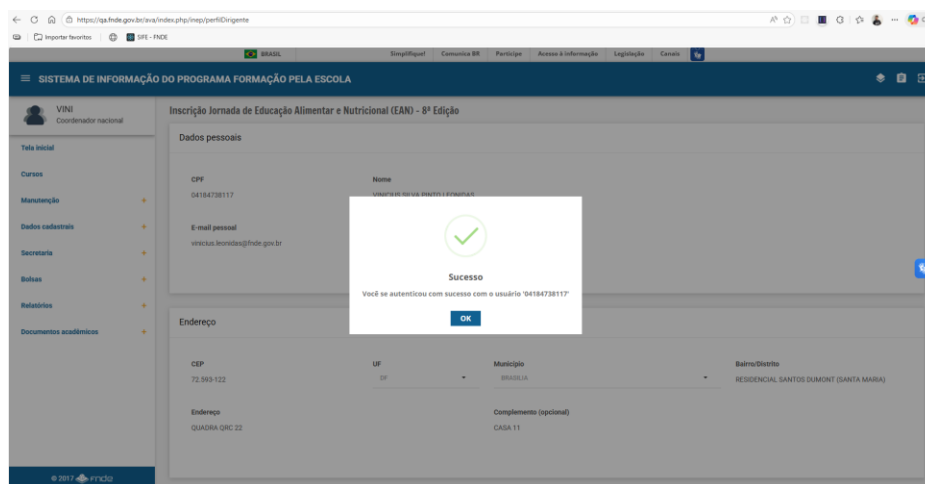 https://qa.fnde.gov.br/ava/index.php/inep/perfilDirigente
Importar favoritos
SIFE - FNDE
BRASIL Simplifique! Comunica BR Participe Acesso à informação Legislação Canais
SISTEMA DE INFORMAÇÃO DO PROGRAMA FORMAÇÃO PELA ESCOLA
VINI
Coordenador nacional
Tela inicial
Cursos
Manutenção +
Dados cadastrais +
Secretaria +
Bolsas +
Relatórios +
Documentos acadêmicos +
© 2017 fnde
Inscrição Jornada de Educação Alimentar e Nutricional (EAN) - 8ª Edição
Dados pessoais
CPF Nome
04184738117 VINICIUS SILVA PINTO LEONIDAS
E-mail pessoal
vinicius.leonidas@fnde.gov.br
Sucesso
Você se autenticou com sucesso com o usuário '04184738117'
OK
Endereço
CEP UF Município Bairro/Distrito
72.593-122 DF BRASILIA RESIDENCIAL SANTOS DUMONT (SANTA MARIA)
Endereço Complemento (opcional)
QUADRA QRC 22 CASA 11